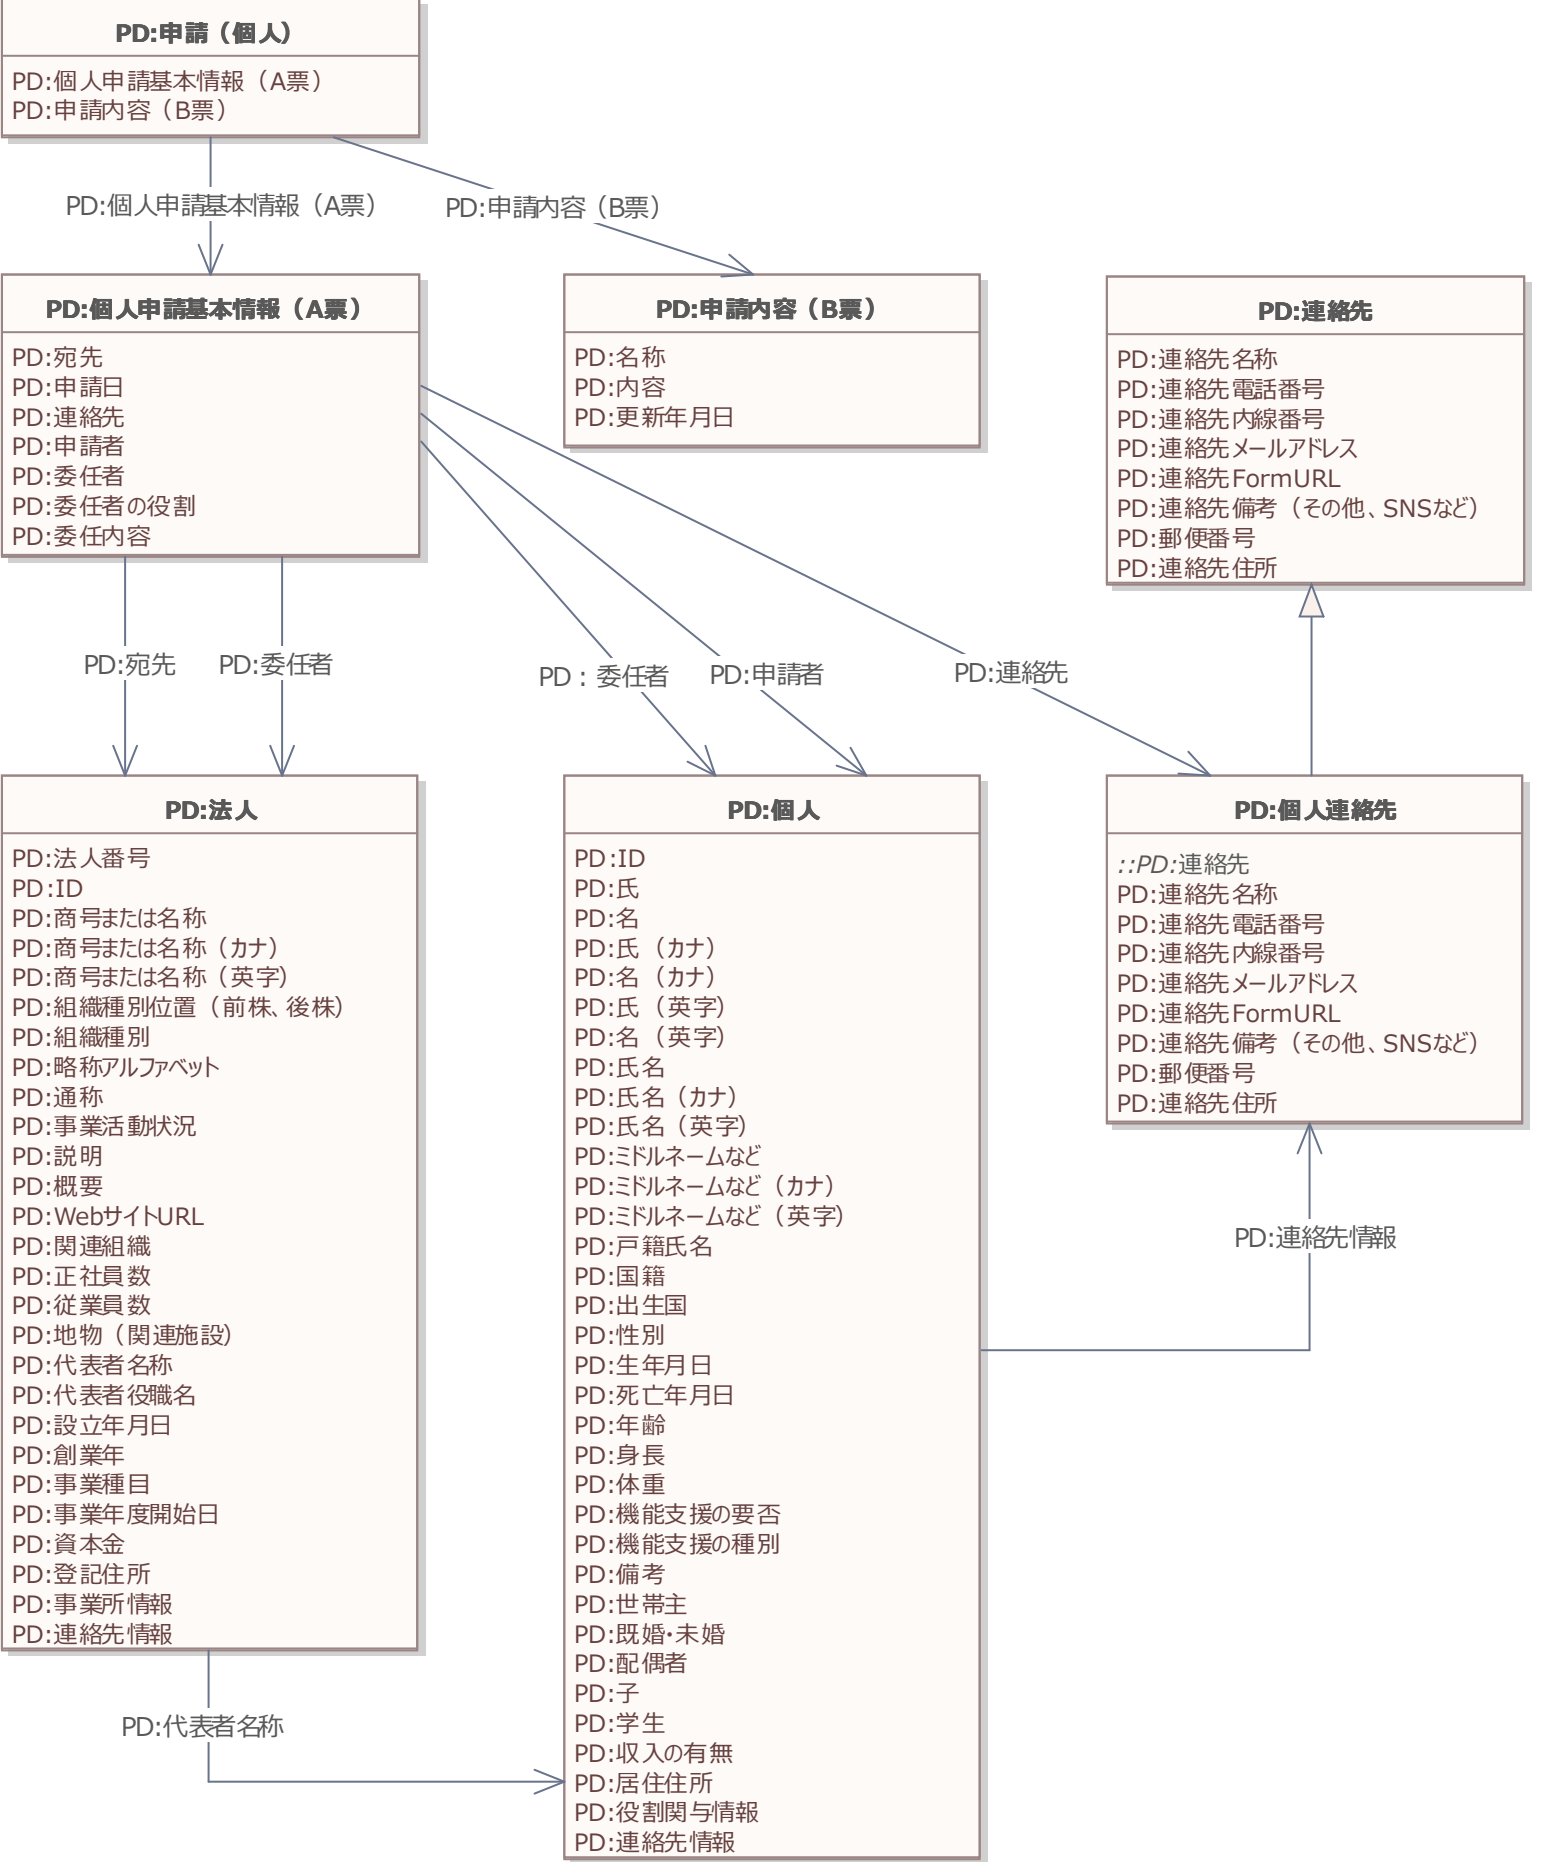 PD:申請（個人）
PD:個人申請基本情報（A票）
PD:申請内容（B票）
PD:個人申請基本情報（A票）
PD:申請内容（B票）
PD:個人申請基本情報（A票）
PD:宛先
PD:申請日
PD:連絡先
PD:申請者
PD:委任者
PD:委任者の役割
PD:委任内容
PD:申請内容（B票）
PD:名称
PD:内容
PD:更新年月日
PD:連絡先
PD:連絡先名称
PD:連絡先電話番号
PD:連絡先内線番号
PD:連絡先メールアドレス
PD:連絡先FormURL
PD:連絡先備考（その他、SNSなど）
PD:郵便番号
PD:連絡先住所
PD:宛先
PD:委任者
PD：委任者
PD:申請者
PD:連絡先
PD:法人
PD:法人番号
PD:ID
PD:商号または名称
PD:商号または名称（カナ）
PD:商号または名称（英字）
PD:組織種別位置（前株、後株）
PD:組織種別
PD:略称アルファベット
PD:通称
PD:事業活動状況
PD:説明
PD:概要
PD:WebサイトURL
PD:関連組織
PD:正社員数
PD:従業員数
PD:地物（関連施設）
PD:代表者名称
PD:代表者役職名
PD:設立年月日
PD:創業年
PD:事業種目
PD:事業年度開始日
PD:資本金
PD:登記住所
PD:事業所情報
PD:連絡先情報
PD:個人
PD:ID
PD:氏
PD:名
PD:氏（カナ）
PD:名（カナ）
PD:氏（英字）
PD:名（英字）
PD:氏名
PD:氏名（カナ）
PD:氏名（英字）
PD:ミドルネームなど
PD:ミドルネームなど（カナ）
PD:ミドルネームなど（英字）
PD:戸籍氏名
PD:国籍
PD:出生国
PD:性別
PD:生年月日
PD:死亡年月日
PD:年齢
PD:身長
PD:体重
PD:機能支援の要否
PD:機能支援の種別
PD:備考
PD:世帯主
PD:既婚・未婚
PD:配偶者
PD:子
PD:学生
PD:収入の有無
PD:居住住所
PD:役割関与情報
PD:連絡先情報
PD:個人連絡先
::PD:連絡先
PD:連絡先名称
PD:連絡先電話番号
PD:連絡先内線番号
PD:連絡先メールアドレス
PD:連絡先FormURL
PD:連絡先備考（その他、SNSなど）
PD:郵便番号
PD:連絡先住所
PD:連絡先情報
PD:代表者名称